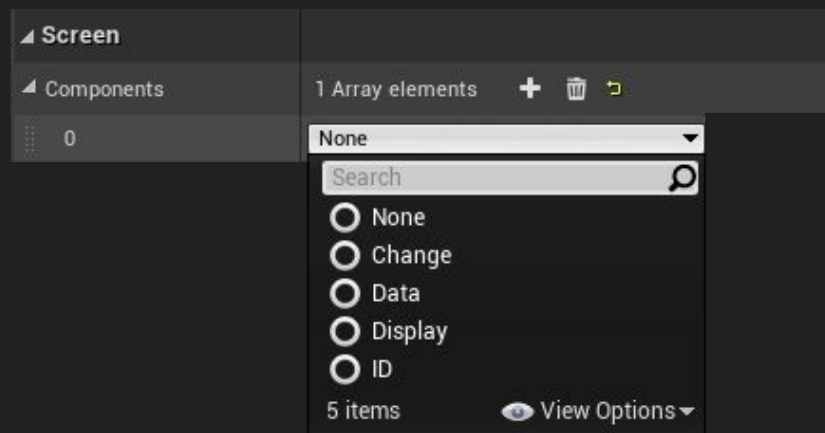 Screen
Components 1 Array elements
0 None
Search
None
Change
Data
Display
ID
5 items View Options